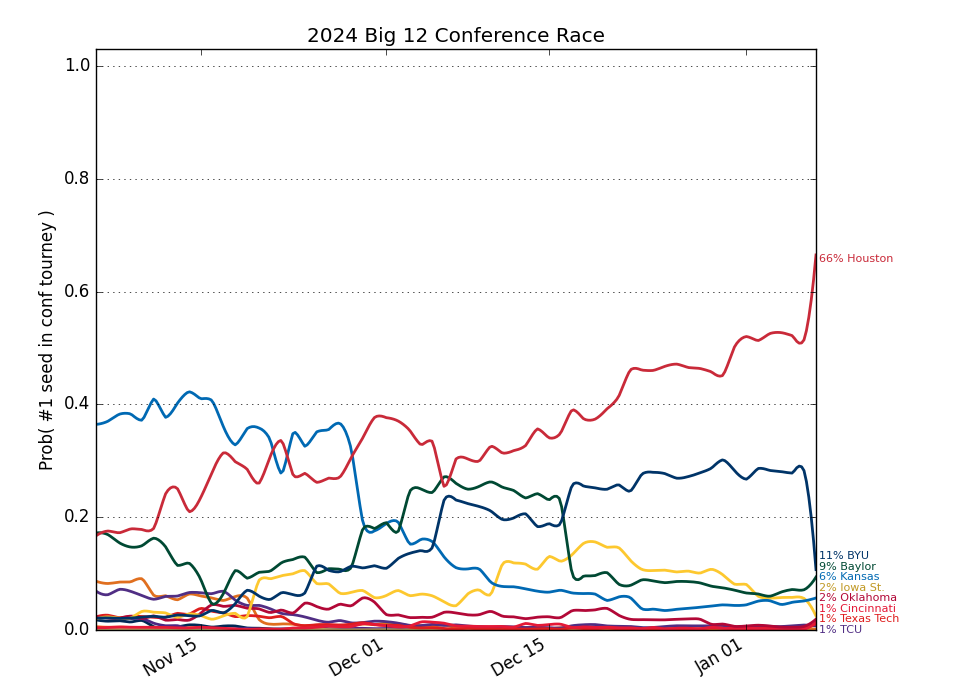 2024 Big 12 Conference Race
Prob( #1 seed in conf tourney )
1.0
0.8
0.6
0.4
0.2
0.0
Nov 15
Dec 01
Dec 15
Jan 01
66% Houston
11% BYU
9% Baylor
6% Kansas
2% Iowa St.
2% Oklahoma
1% Cincinnati
1% Texas Tech
1% TCU